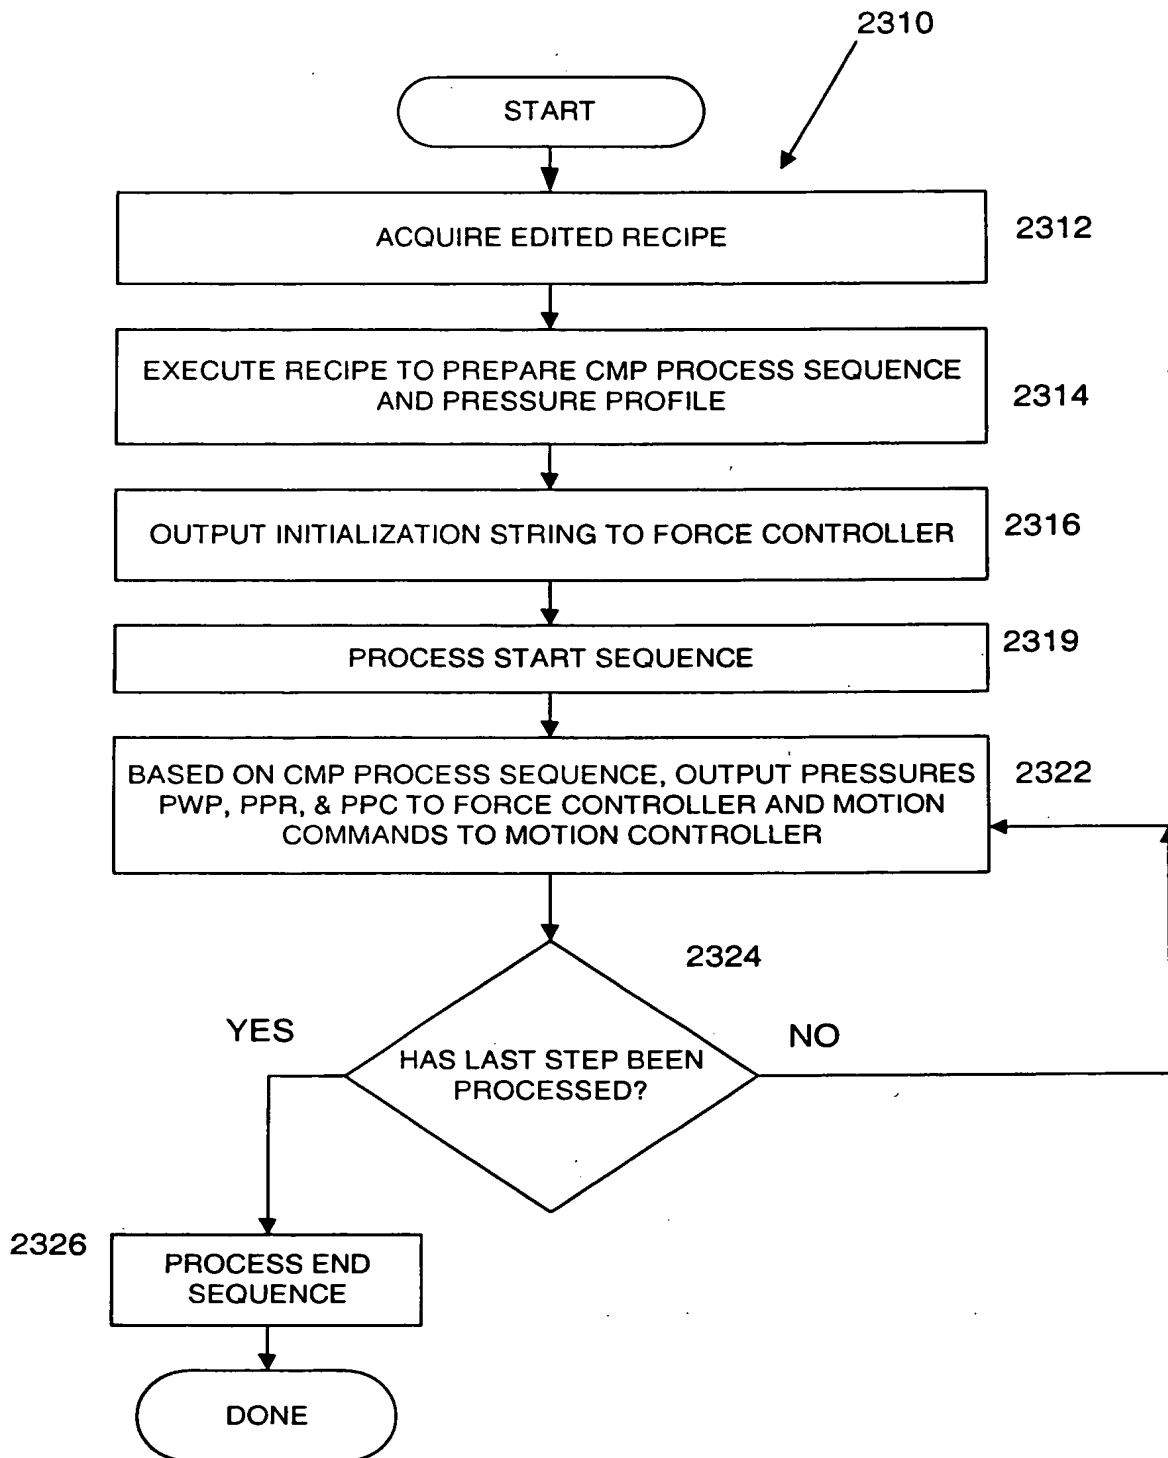 2310
START
ACQUIRE EDITED RECIPE
2312
EXECUTE RECIPE TO PREPARE CMP PROCESS SEQUENCE
AND PRESSURE PROFILE
2314
OUTPUT INITIALIZATION STRING TO FORCE CONTROLLER
2316
PROCESS START SEQUENCE
2319
BASED ON CMP PROCESS SEQUENCE, OUTPUT PRESSURES
PWP, PPR, & PPC TO FORCE CONTROLLER AND MOTION
COMMANDS TO MOTION CONTROLLER
2322
2324
YES
NO
HAS LAST STEP BEEN
PROCESSED?
2326
PROCESS END
SEQUENCE
DONE